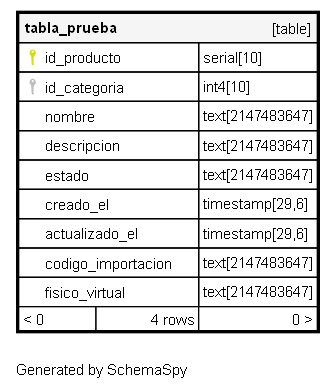 tabla_prueba [table]
id_producto serial[10]
id_categoria int4[10]
nombre text[2147483647]
descripcion text[2147483647]
estado text[2147483647]
creado_el timestamp[29,6]
actualizado_el timestamp[29,6]
codigo_importacion text[2147483647]
fisico_virtual text[2147483647]
< 0 4 rows 0 >
Generated by SchemaSpy